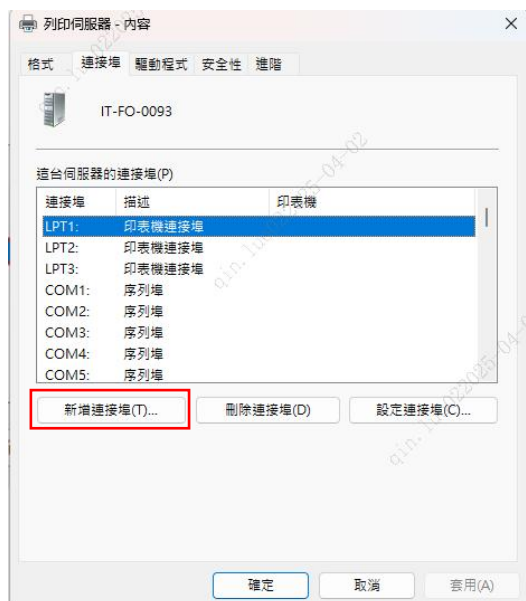 列印伺服器 - 內容
格式 連接埠 驅動程式 安全性 進階
IT-FO-0093
這台伺服器的連接埠(P)
連接埠 描述 印表機
LPT1: 印表機連接埠
LPT2: 印表機連接埠
LPT3: 印表機連接埠
COM1: 序列埠
COM2: 序列埠
COM3: 序列埠
COM4: 序列埠
COM5: 序列埠
新增連接埠(T)... 刪除連接埠(D) 設定連接埠(C)...
確定 取消 套用(A)